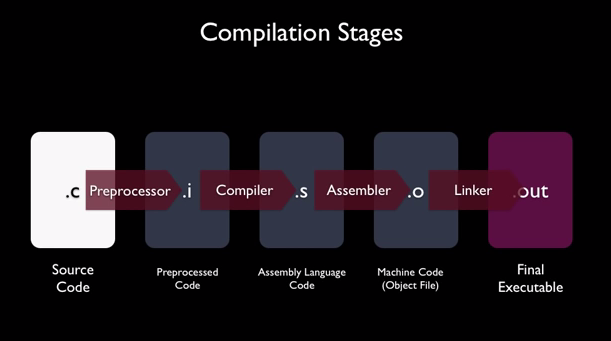 Compilation Stages
.c Preprocessor .i Compiler .s Assembler .o Linker .out
Source
Code
Preprocessed
Code
Assembly Language
Code
Machine Code
(Object File)
Final
Executable